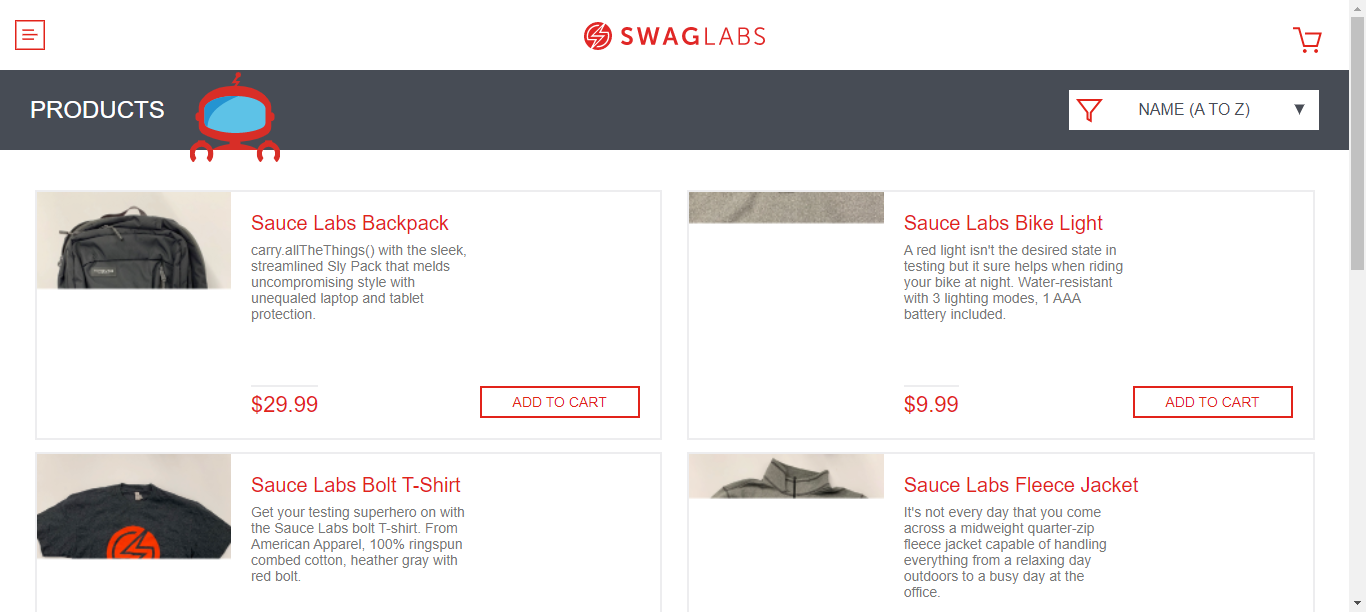 SWAGLABS
PRODUCTS
NAME (A TO Z)
Sauce Labs Backpack
carry.allTheThings() with the sleek,
streamlined Sly Pack that melds
uncompromising style with
unequaled laptop and tablet
protection.
$29.99
ADD TO CART
Sauce Labs Bike Light
A red light isn't the desired state in
testing but it sure helps when riding
your bike at night. Water-resistant
with 3 lighting modes, 1 AAA
battery included.
$9.99
ADD TO CART
Sauce Labs Bolt T-Shirt
Get your testing superhero on with
the Sauce Labs bolt T-shirt. From
American Apparel, 100% ringspun
combed cotton, heather gray with
red bolt.
Sauce Labs Fleece Jacket
It's not every day that you come
across a midweight quarter-zip
fleece jacket capable of handling
everything from a relaxing day
outdoors to a busy day at the
office.